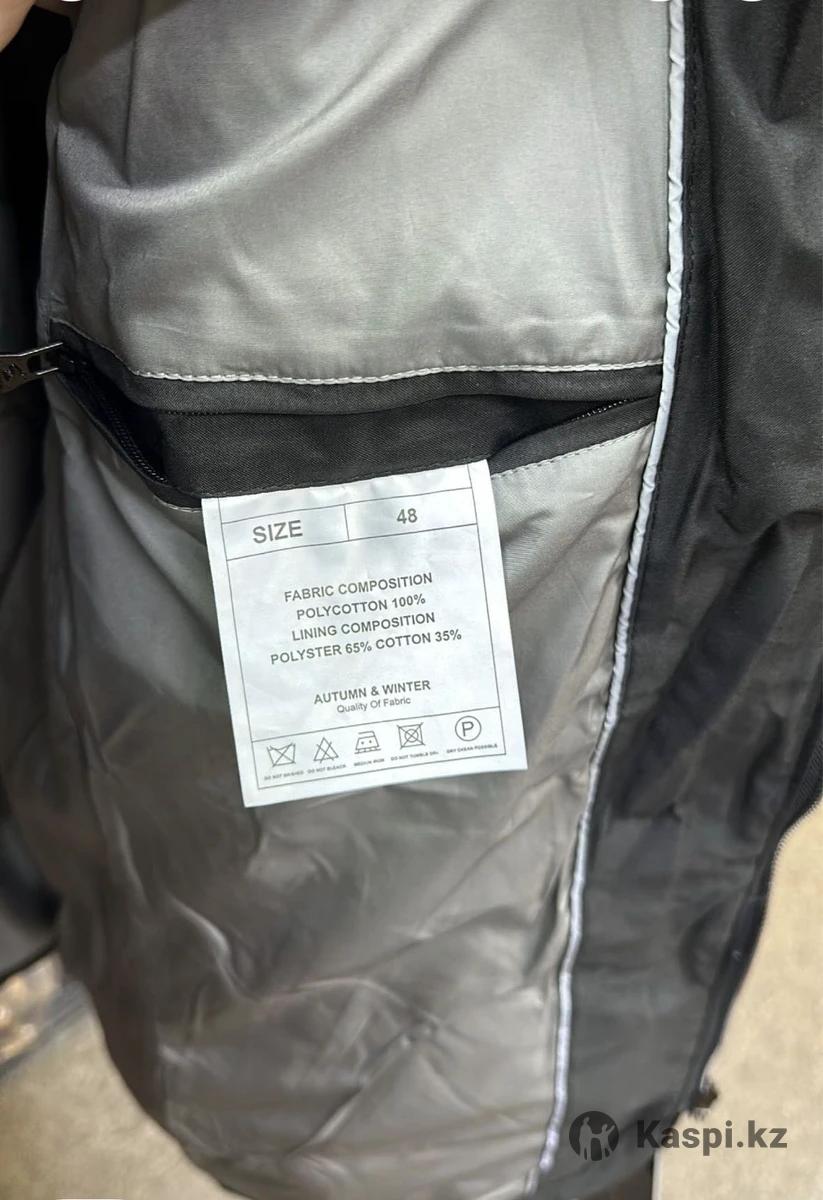 SIZE 48
FABRIC COMPOSITION
POLYCOTTON 100%
LINING COMPOSITION
POLYSTER 65% COTTON 35%
AUTUMN & WINTER
Quality Of Fabric
P
DO NOT WASHED DO NOT BLEACH MEDIUM IRON DO NOT TUMBLE DRY DRY CLEAN POSSIBLE
Kaspi.kz